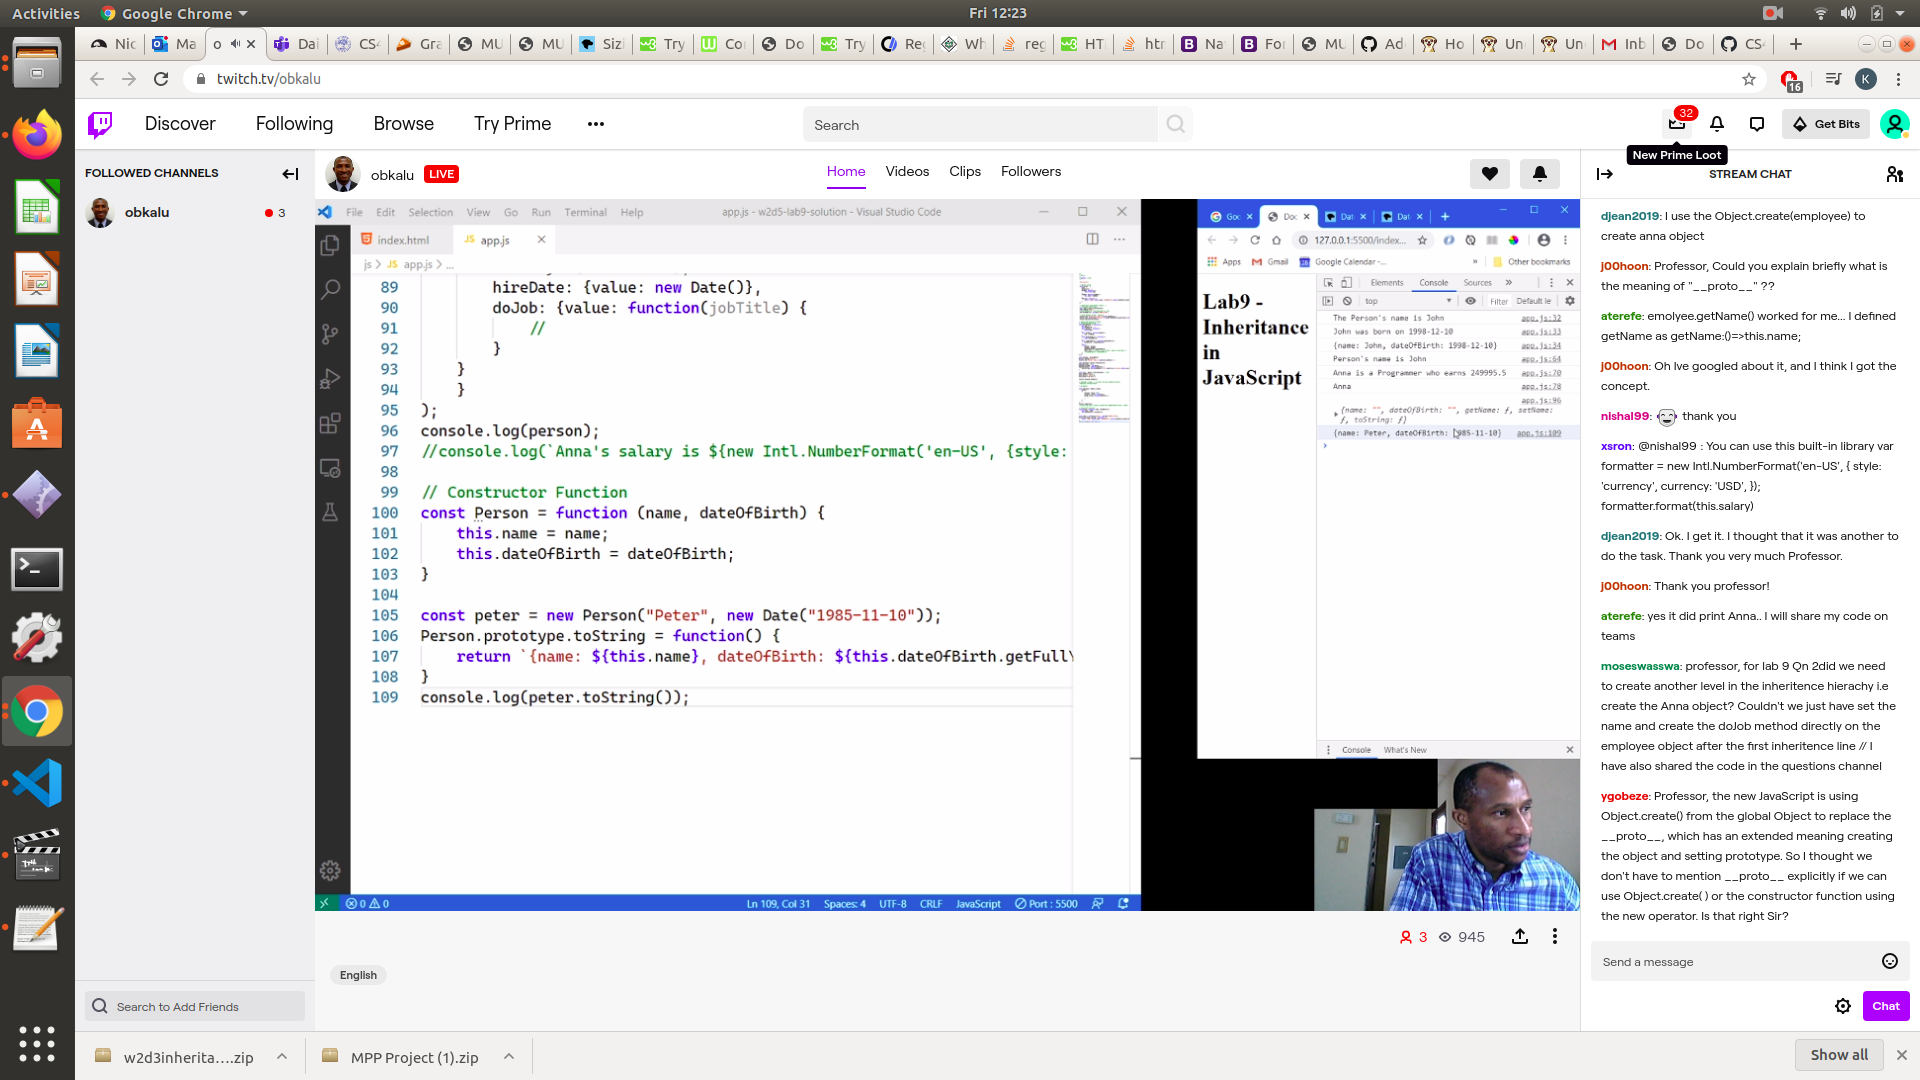 Activities
Google Chrome
Fri 12:23
Nic
Ma
o
Dai
CS4
Gra
MU
MU
Sizi
Try
Co
Do
Try
Re
Wh
reg
HT
htr
Na
For
MU
Ad
Ho
Un
Un
Inb
Do
CS4
twitch.tv/obkalu
16
K
Discover
Following
Browse
Try Prime
Search
32
Get Bits
New Prime Loot
FOLLOWED CHANNELS
obkalu
3
obkalu
LIVE
Home
Videos
Clips
Followers
STREAM CHAT
File Edit Selection View Go Run Terminal Help
app.js - w2d5-lab9-solution - Visual Studio Code
index.html
JS app.js
js > JS app.js > ...
89 hireDate: {value: new Date()},
90 doJob: {value: function(jobTitle) {
91 //
92 }
93 }
94 }
95 );
96 console.log(person);
97 //console.log(`Anna's salary is ${new Intl.NumberFormat('en-US', {style:
98
99 // Constructor Function
100 const Person = function (name, dateOfBirth) {
101 this.name = name;
102 this.dateOfBirth = dateOfBirth;
103 }
104
105 const peter = new Person("Peter", new Date("1985-11-10"));
106 Person.prototype.toString = function() {
107 return `{name: ${this.name}, dateOfBirth: ${this.dateOfBirth.getFullY
108 }
109 console.log(peter.toString());
0 0
Ln 109, Col 31
Spaces: 4
UTF-8
CRLF
JavaScript
Port : 5500
Goo
Doc
Dat
Dat
127.0.0.1:5500/index...
Apps
Gmail
Google Calendar -...
»
Other bookmarks
Lab9 -
Inheritance
in
JavaScript
Elements Console Sources »
top
Filter
Default le
The Person's name is John app.js:32
John was born on 1998-12-10 app.js:33
{name: John, dateOfBirth: 1998-12-10} app.js:34
Person's name is John app.js:64
Anna is a Programmer who earns 249995.5 app.js:70
Anna app.js:78
app.js:96
{name: "", dateOfBirth: "", getName: ƒ, setName:
ƒ, toString: ƒ}
{name: Peter, dateOfBirth: 1985-11-10} app.js:109
Console
What's New
3
945
English
djean2019: I use the Object.create(employee) to
create anna object
j00hoon: Professor, Could you explain briefly what is
the meaning of "__proto__" ??
aterefe: emolyee.getName() worked for me... I defined
getName as getName:()=>this.name;
j00hoon: Oh Ive googled about it, and I think I got the
concept.
nishal99: thank you
xsron: @nishal99 : You can use this built-in library var
formatter = new Intl.NumberFormat('en-US', { style:
'currency', currency: 'USD', });
formatter.format(this.salary)
djean2019: Ok. I get it. I thought that it was another to
do the task. Thank you very much Professor.
j00hoon: Thank you professor!
aterefe: yes it did print Anna.. I will share my code on
teams
moseswasswa: professor, for lab 9 Qn 2did we need
to create another level in the inheritence hierachy i.e
create the Anna object? Couldn't we just have set the
name and create the doJob method directly on the
employee object after the first inheritence line // I
have also shared the code in the questions channel
ygobeze: Professor, the new JavaScript is using
Object.create() from the global Object to replace the
__proto__, which has an extended meaning creating
the object and setting prototype. So I thought we
don't have to mention __proto__ explicitly if we can
use Object.create( ) or the constructor function using
the new operator. Is that right Sir?
Send a message
Chat
Search to Add Friends
w2d3inherita....zip
MPP Project (1).zip
Show all